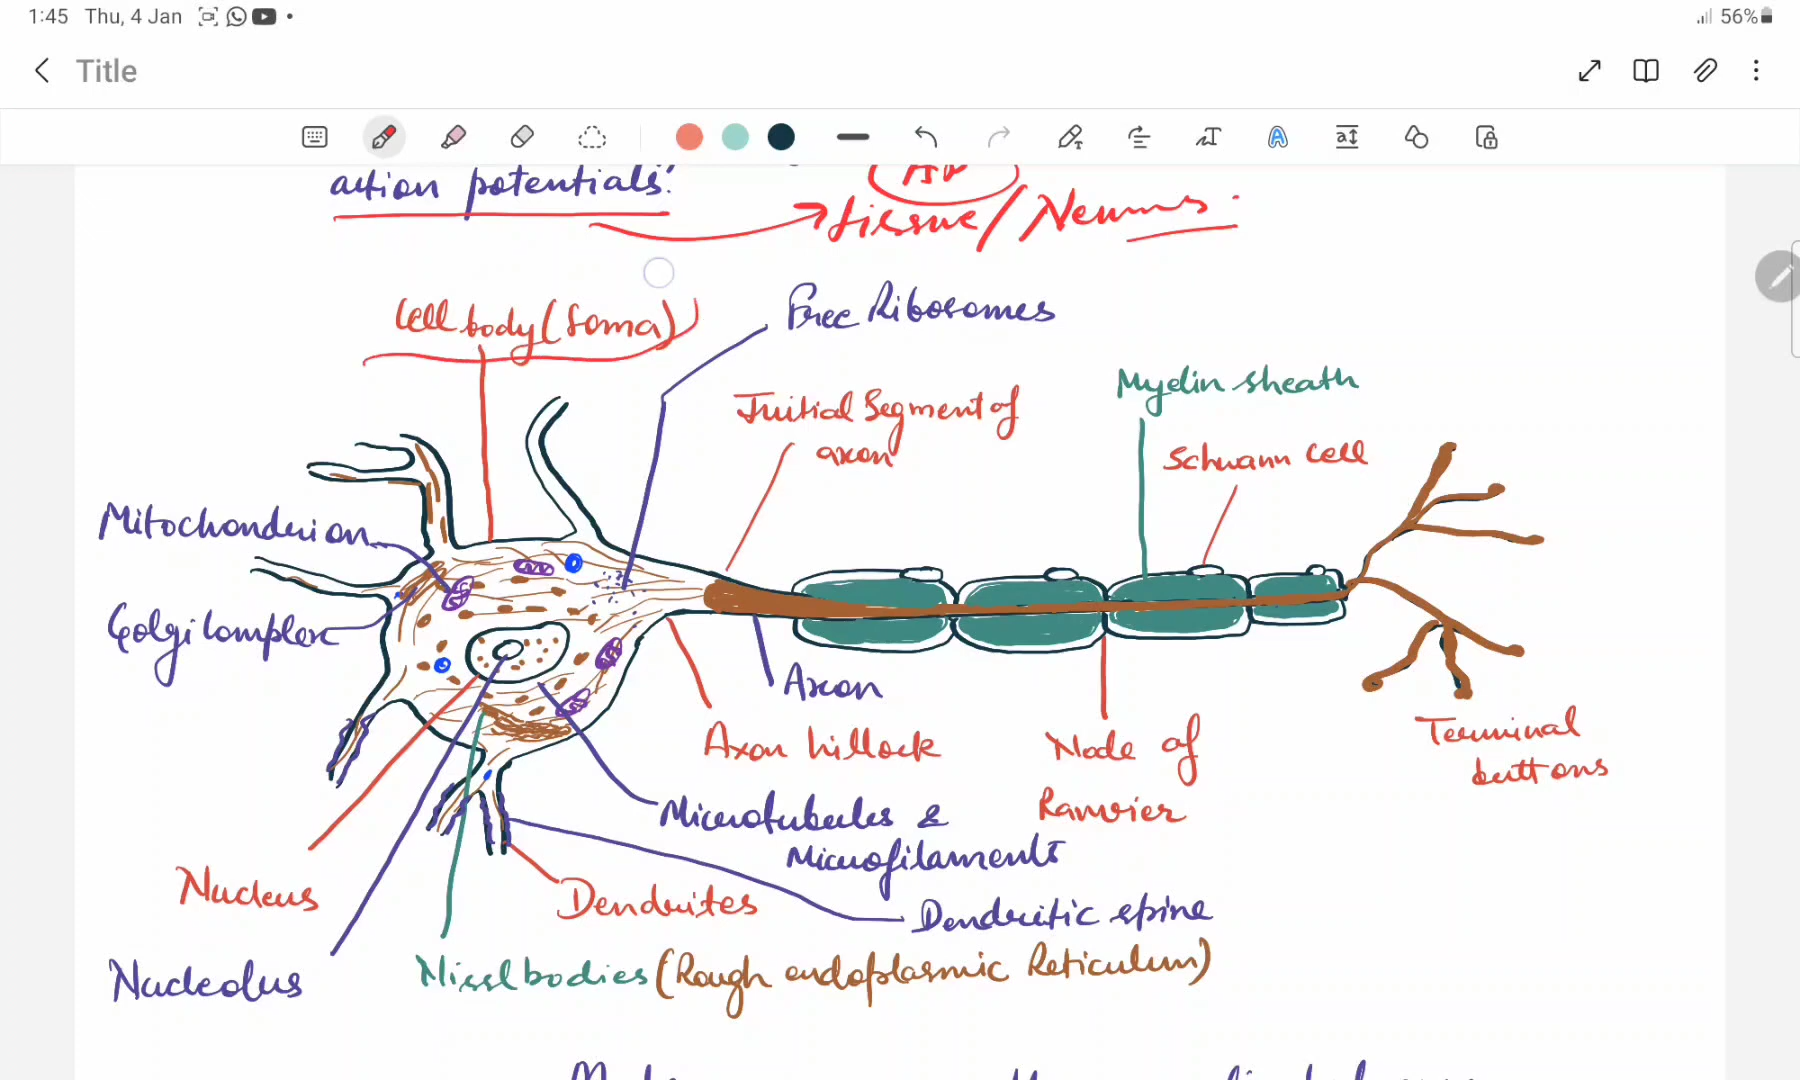 1:45 Thu, 4 Jan
56%
Title
action potentials:
tissue/
Cell body (Soma)
Free Ribosomes
Initial Segment of
axon
Myelin sheath
Schwann cell
Mitochondrion
Golgi Complex
Axon
Axon hillock
Node of
Ranvier
Terminal
buttons
Microtubules &
Microfilaments
Nucleus
Dendrites
Dendritic spine
Nucleolus
Nissl bodies (Rough endoplasmic Reticulum)